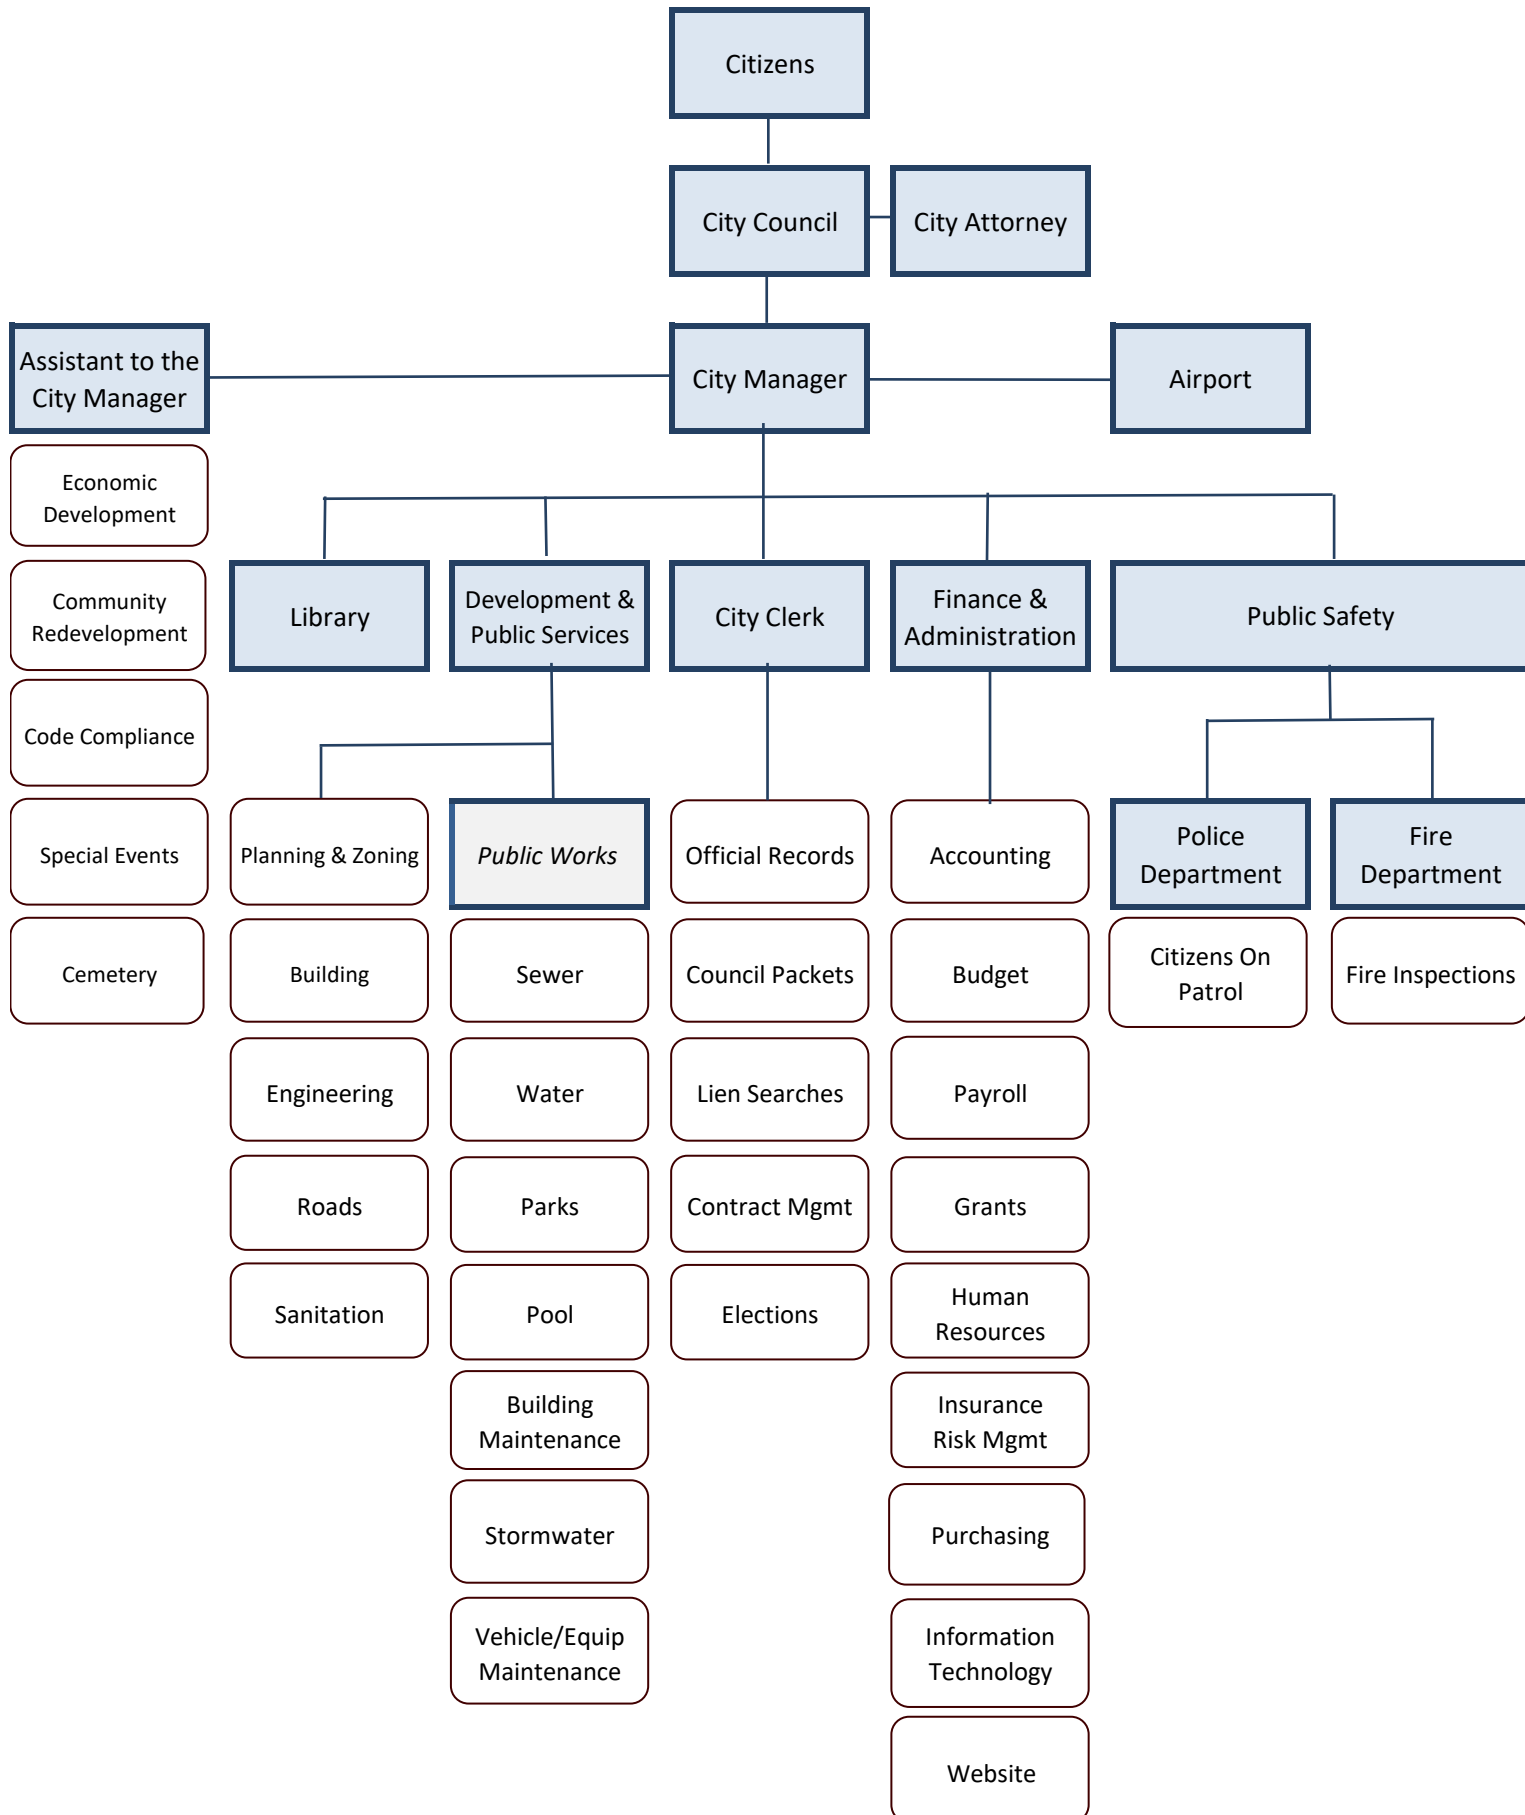 Citizens
City Council
City Attorney
Assistant to the
City Manager
City Manager
Airport
Economic
Development
Community
Redevelopment
Code Compliance
Special Events
Cemetery
Library
Development &
Public Services
City Clerk
Finance &
Administration
Public Safety
Planning & Zoning
Building
Engineering
Roads
Sanitation
Public Works
Sewer
Water
Parks
Pool
Building
Maintenance
Stormwater
Vehicle/Equip
Maintenance
Official Records
Council Packets
Lien Searches
Contract Mgmt
Elections
Accounting
Budget
Payroll
Grants
Human
Resources
Insurance
Risk Mgmt
Purchasing
Information
Technology
Website
Police
Department
Citizens On
Patrol
Fire
Department
Fire Inspections